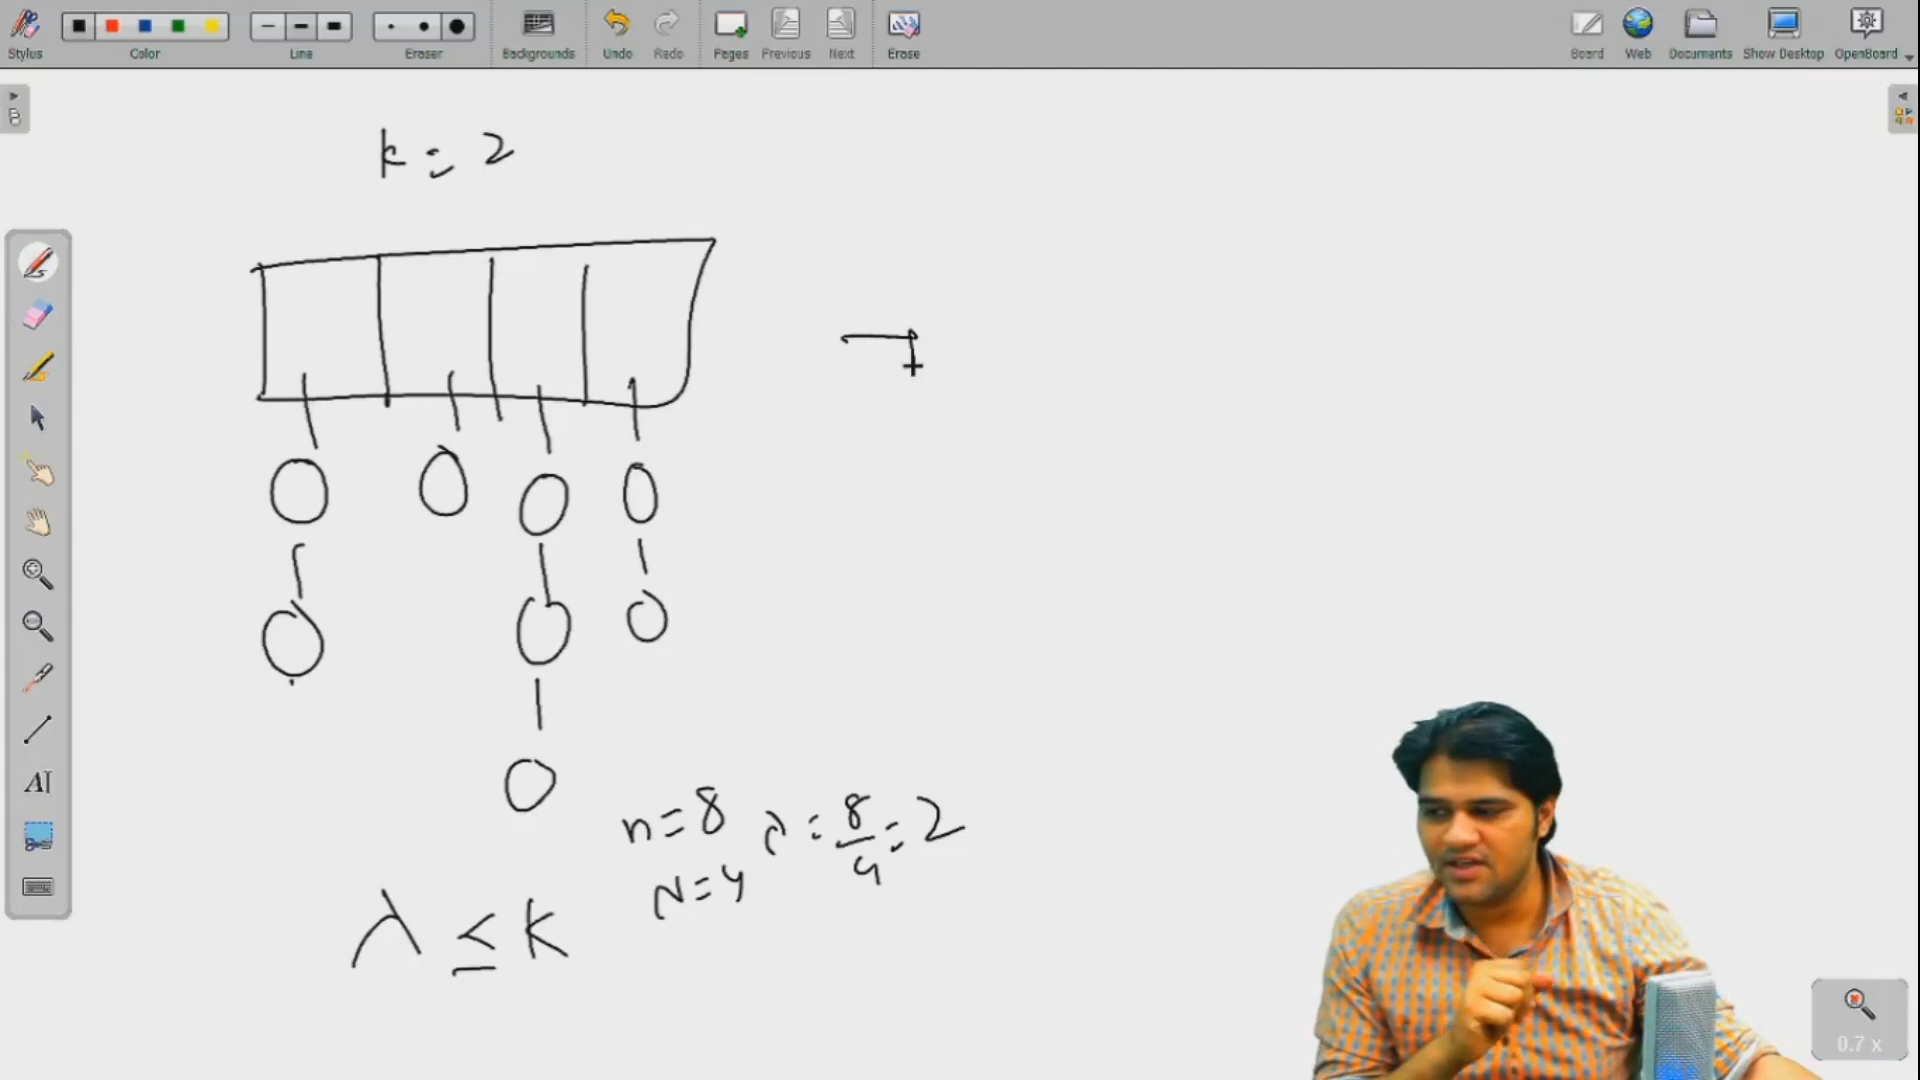 Stylus Color Line Eraser Backgrounds Undo Redo Pages Previous Next Erase Board Web Documents Show Desktop OpenBoard
B
k = 2
n = 8 λ = 8/4 = 2
N = 4
λ ≤ k
AI
0.7 x